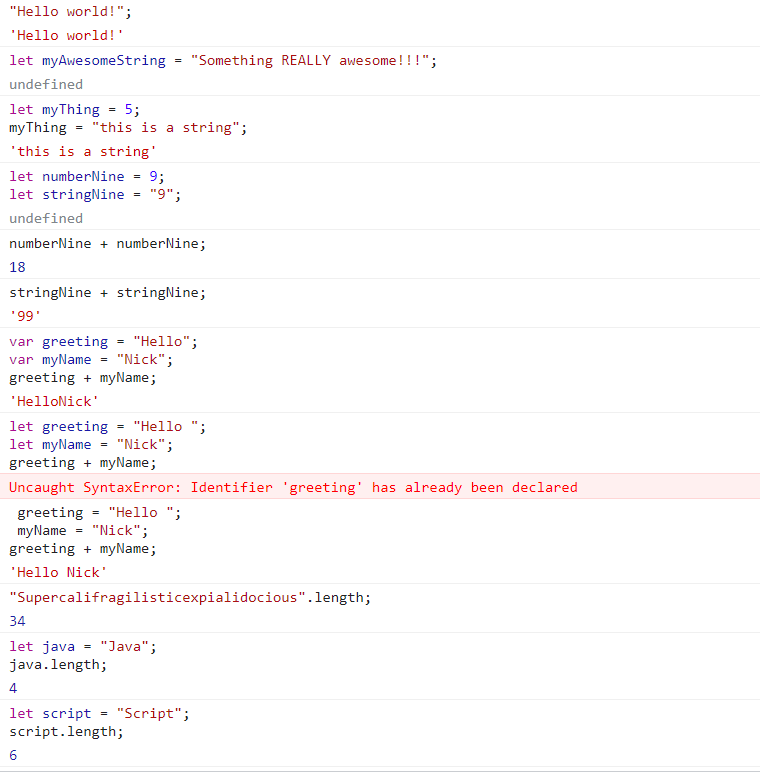 "Hello world!";
'Hello world!'
let myAwesomeString = "Something REALLY awesome!!!";
undefined
let myThing = 5;
myThing = "this is a string";
'this is a string'
let numberNine = 9;
let stringNine = "9";
undefined
numberNine + numberNine;
18
stringNine + stringNine;
'99'
var greeting = "Hello";
var myName = "Nick";
greeting + myName;
'HelloNick'
let greeting = "Hello ";
let myName = "Nick";
greeting + myName;
Uncaught SyntaxError: Identifier 'greeting' has already been declared
 greeting = "Hello ";
 myName = "Nick";
greeting + myName;
'Hello Nick'
"Supercalifragilisticexpialidocious".length;
34
let java = "Java";
java.length;
4
let script = "Script";
script.length;
6